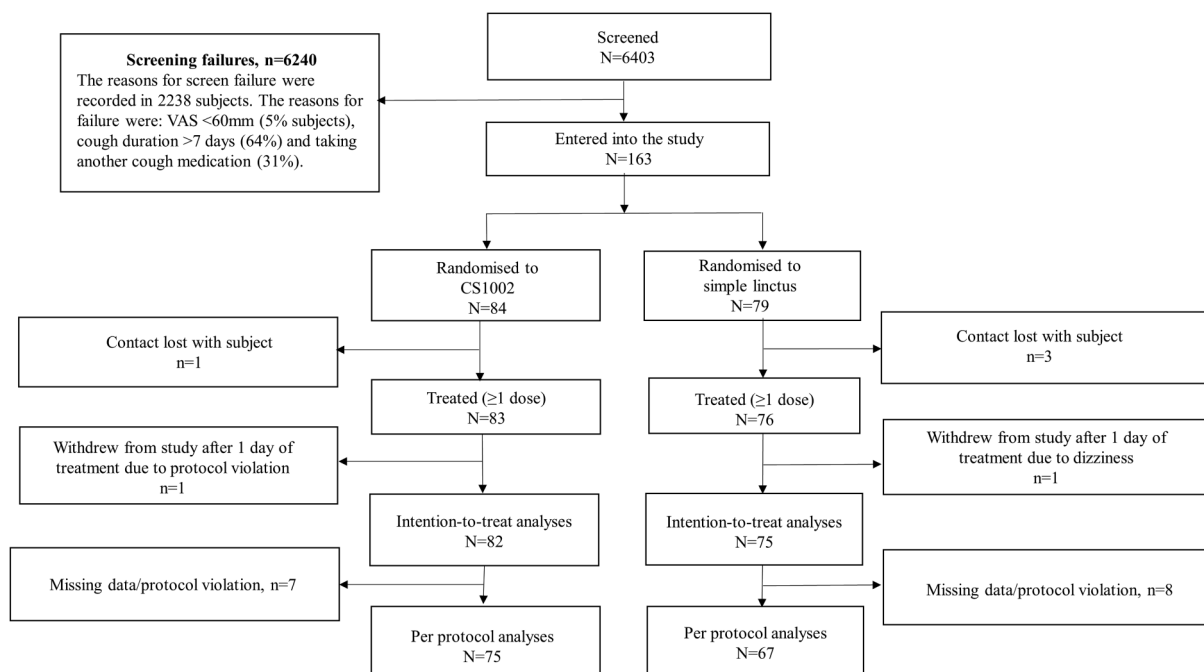 Screened
N=6403
Screening failures, n=6240
The reasons for screen failure were
recorded in 2238 subjects. The reasons for
failure were: VAS <60mm (5% subjects),
cough duration >7 days (64%) and taking
another cough medication (31%).
Entered into the study
N=163
Randomised to
CS1002
N=84
Randomised to
simple linctus
N=79
Contact lost with subject
n=1
Contact lost with subject
n=3
Treated (≥1 dose)
N=83
Treated (≥1 dose)
N=76
Withdrew from study after 1 day of
treatment due to protocol violation
n=1
Withdrew from study after 1 day of
treatment due to dizziness
n=1
Intention-to-treat analyses
N=82
Intention-to-treat analyses
N=75
Missing data/protocol violation, n=7
Missing data/protocol violation, n=8
Per protocol analyses
N=75
Per protocol analyses
N=67